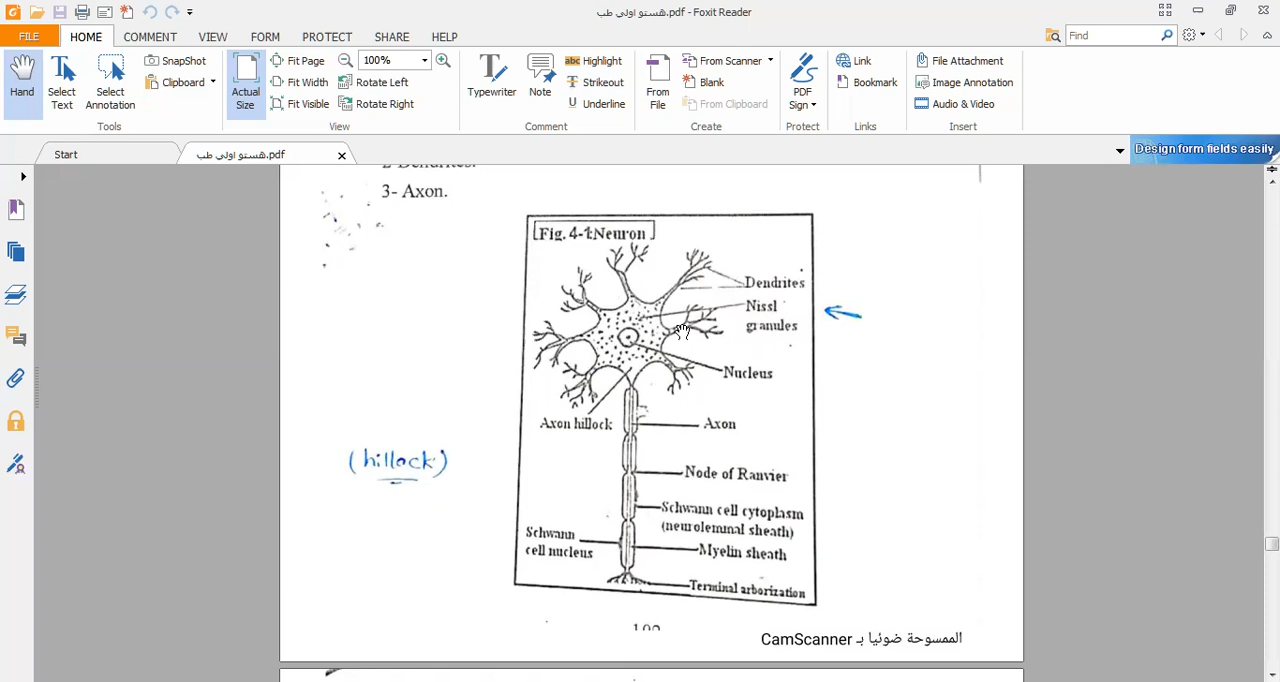 هستو اولي طب.pdf - Foxit Reader
FILE
HOME
COMMENT
VIEW
FORM
PROTECT
SHARE
HELP
Find
Hand
Select Text
Select Annotation
SnapShot
Clipboard
Tools
Actual Size
Fit Page
Fit Width
Fit Visible
100%
Rotate Left
Rotate Right
View
Typewriter
Note
Highlight
Strikeout
Underline
Comment
From File
From Scanner
Blank
From Clipboard
Create
PDF Sign
Protect
Link
Bookmark
Links
File Attachment
Image Annotation
Audio & Video
Insert
Start
هستو اولي طب.pdf
Design form fields easily
2-Dendrites.
3- Axon.
Fig. 4-1:Neuron
Dendrites
Nissl
granules
Nucleus
Axon hillock
Axon
(hillock)
Node of Ranvier
Schwann cell cytoplasm
(neurolemmal sheath)
Schwann
cell nucleus
Myelin sheath
Terminal arborization
الممسوحة ضوئيا بـ CamScanner